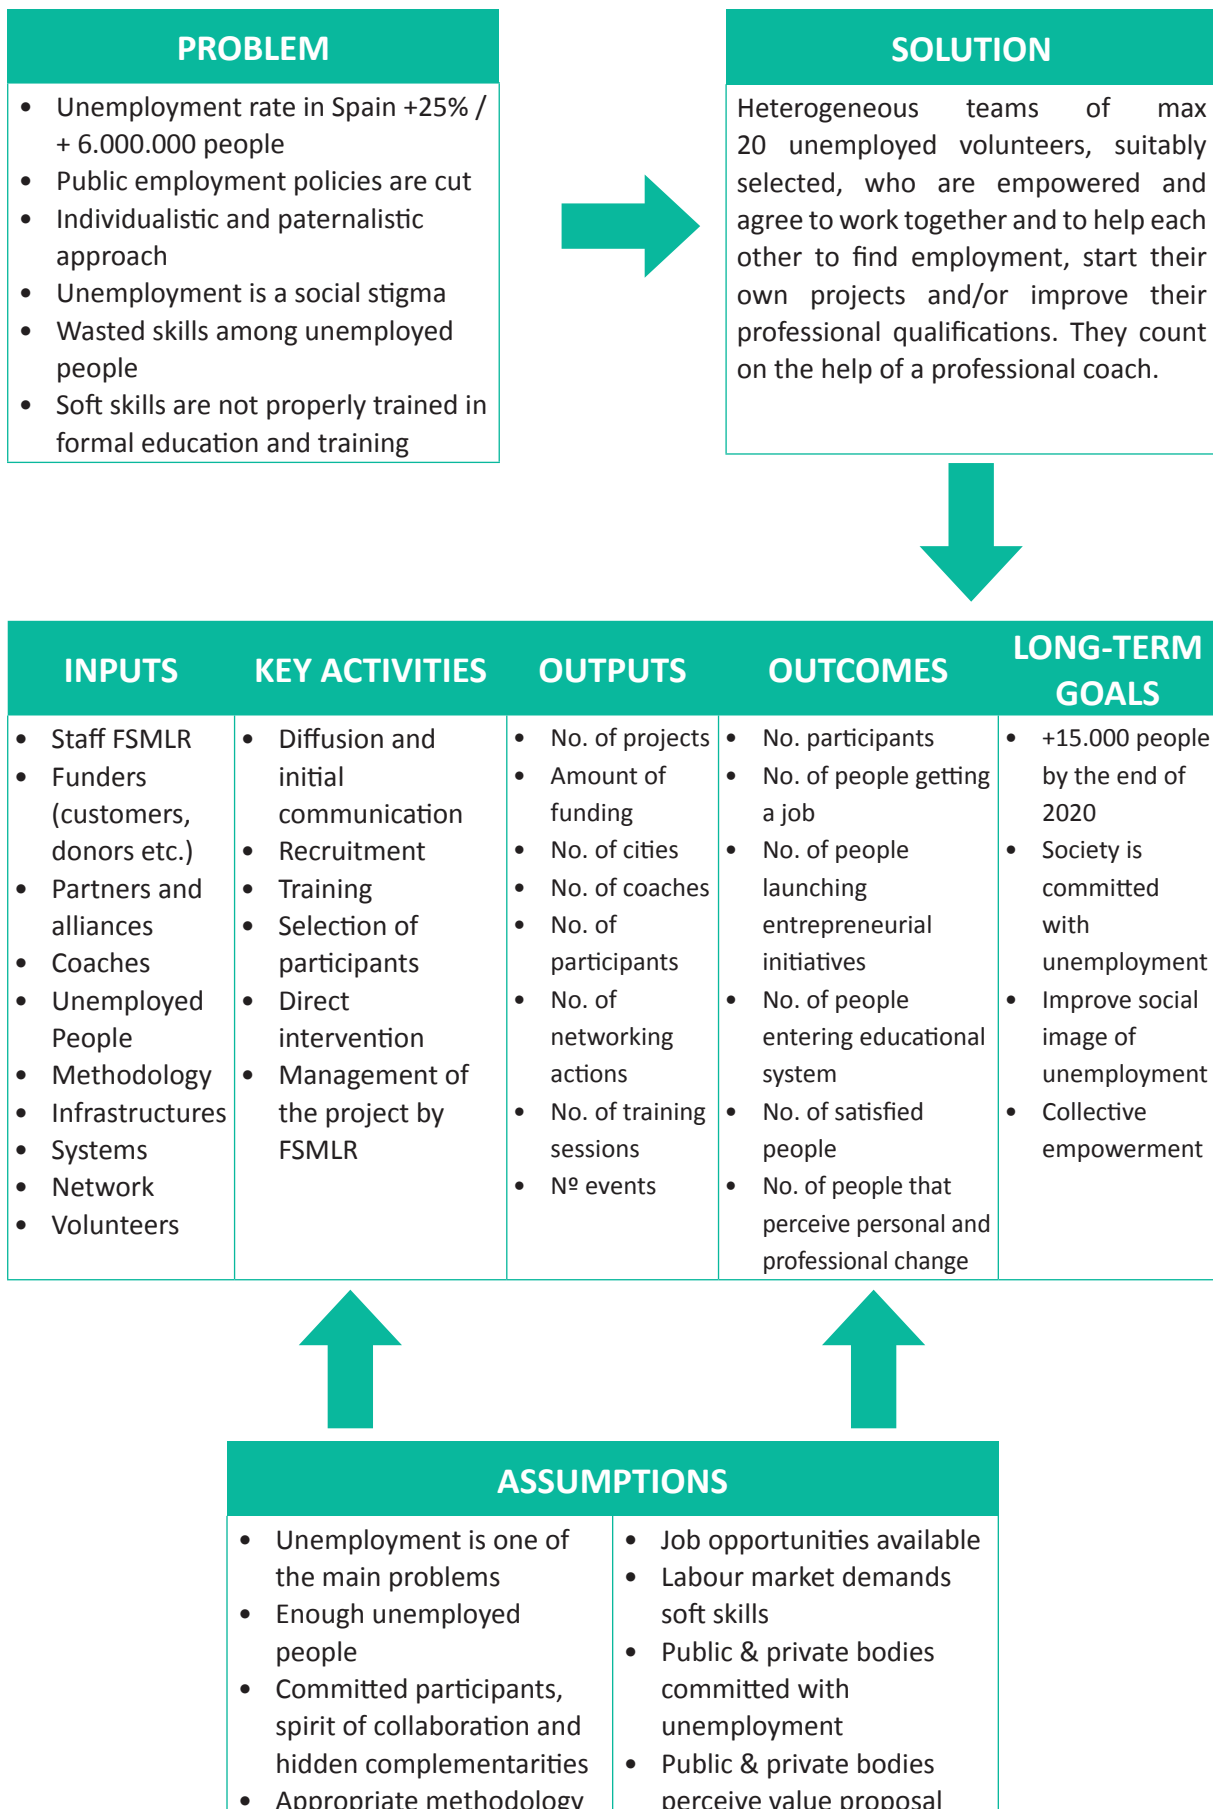 PROBLEM
• Unemployment rate in Spain +25% /
+ 6.000.000 people
• Public employment policies are cut
• Individualistic and paternalistic
approach
• Unemployment is a social stigma
• Wasted skills among unemployed
people
• Soft skills are not properly trained in
formal education and training
SOLUTION
Heterogeneous teams of max
20 unemployed volunteers, suitably
selected, who are empowered and
agree to work together and to help each
other to find employment, start their
own projects and/or improve their
professional qualifications. They count
on the help of a professional coach.
INPUTS
• Staff FSMLR
• Funders
(customers,
donors etc.)
• Partners and
alliances
• Coaches
• Unemployed
People
• Methodology
• Infrastructures
• Systems
• Network
• Volunteers
KEY ACTIVITIES
• Diffusion and
initial
communication
• Recruitment
• Training
• Selection of
participants
• Direct
intervention
• Management of
the project by
FSMLR
OUTPUTS
• No. of projects
• Amount of
funding
• No. of cities
• No. of coaches
• No. of
participants
• No. of
networking
actions
• No. of training
sessions
• Nº events
OUTCOMES
• No. participants
• No. of people getting
a job
• No. of people
launching
entrepreneurial
initiatives
• No. of people
entering educational
system
• No. of satisfied
people
• No. of people that
perceive personal and
professional change
LONG-TERM
GOALS
• +15.000 people
by the end of
2020
• Society is
committed
with
unemployment
• Improve social
image of
unemployment
• Collective
empowerment
ASSUMPTIONS
• Unemployment is one of
the main problems
• Enough unemployed
people
• Committed participants,
spirit of collaboration and
hidden complementarities
• Appropriate methodology
• Job opportunities available
• Labour market demands
soft skills
• Public & private bodies
committed with
unemployment
• Public & private bodies
perceive value proposal